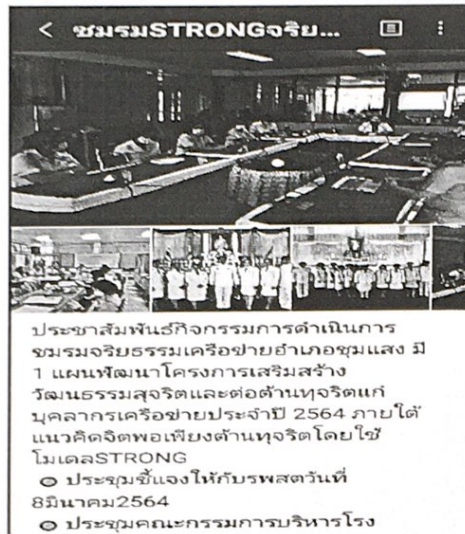 ชมรมSTRONGจริย...
ประชาสัมพันธ์กิจกรรมการดำเนินการ
ชมรมจริยธรรมเครือข่ายอำเภอชุมแสง มี
1 แผนพัฒนาโครงการเสริมสร้าง
วัฒนธรรมสุจริตและต่อต้านทุจริตแก่
บุคลากรเครือข่ายประจำปี 2564 ภายใต้
แนวคิดจิตพอเพียงต้านทุจริตโดยใช้
โมเดลSTRONG
ประชุมชี้แจงให้กับรพสตวันที่
8มีนาคม2564
ประชุมคณะกรรมการบริหารโรง